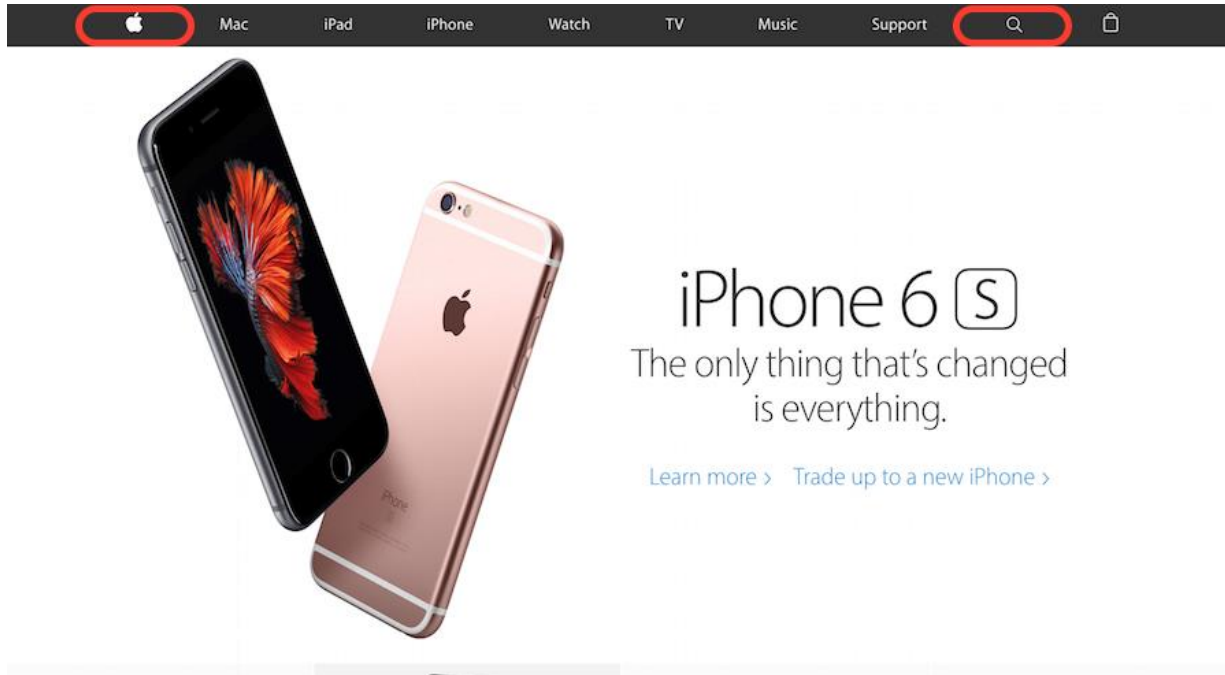 Mac iPad iPhone Watch TV Music Support
iPhone 6 S
The only thing that's changed
is everything.
Learn more > Trade up to a new iPhone >
iPhone